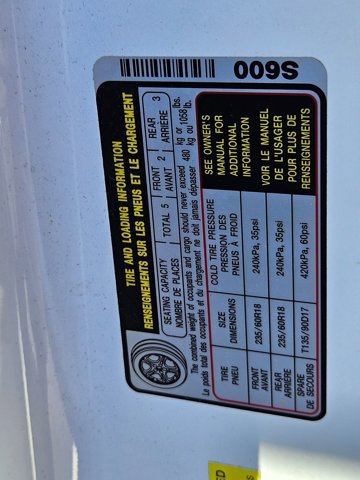 S600
TIRE AND LOADING INFORMATION
RENSEIGNEMENTS SUR LES PNEUS ET LE CHARGEMENT
SEATING CAPACITY TOTAL 5 FRONT 2 REAR 3
NOMBRE DE PLACES AVANT ARRIÈRE
The combined weight of occupants and cargo should never exceed 480 kg or 1058 lbs.
Le poids total des occupants et du chargement ne doit jamais dépasser kg ou lbs.
TIRE SIZE COLD TIRE PRESSURE
PNEU DIMENSIONS PRESSION DES
PNEUS À FROID
FRONT 235/60R18 240kPa, 35psi
AVANT
REAR 235/60R18 240kPa, 35psi
ARRIÈRE
SPARE T135/90D17 420kPa, 60psi
DE SECOURS
SEE OWNER'S
MANUAL FOR
ADDITIONAL
INFORMATION
VOIR LE MANUEL
DE L'USAGER
POUR PLUS DE
RENSEIGNEMENTS